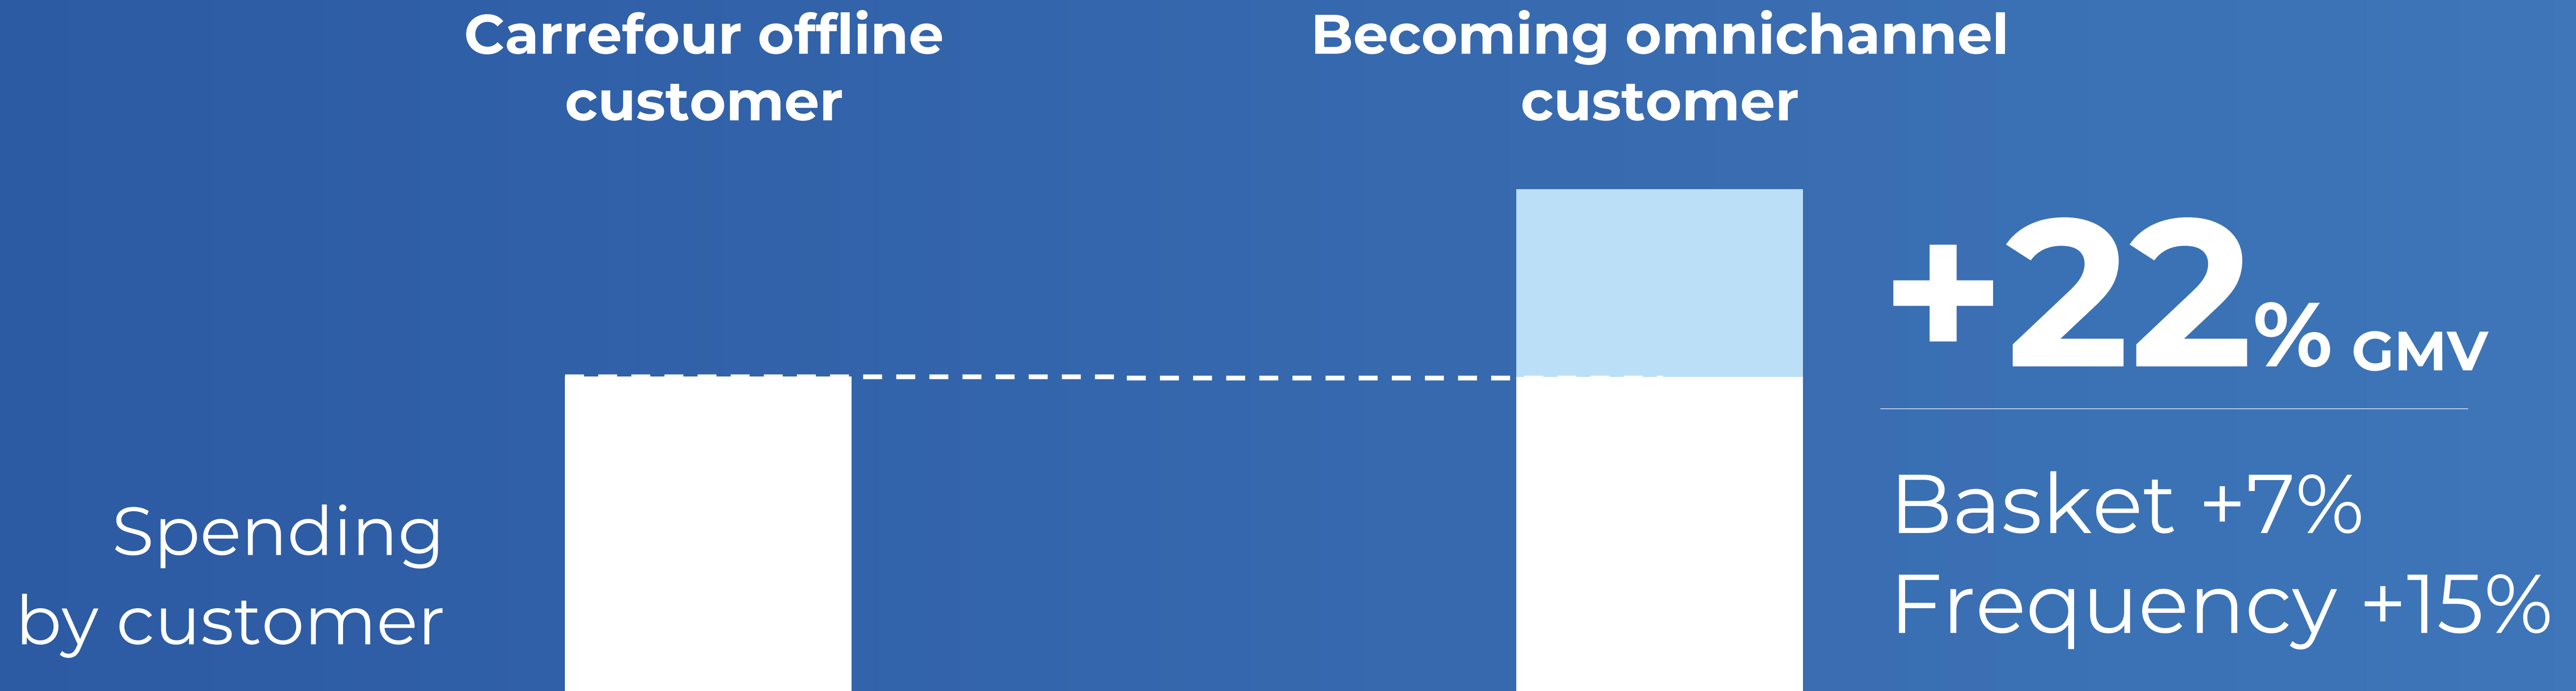 Carrefour offline
customer
Becoming omnichannel
customer
+22% GMV
Spending
by customer
Basket +7%
Frequency +15%